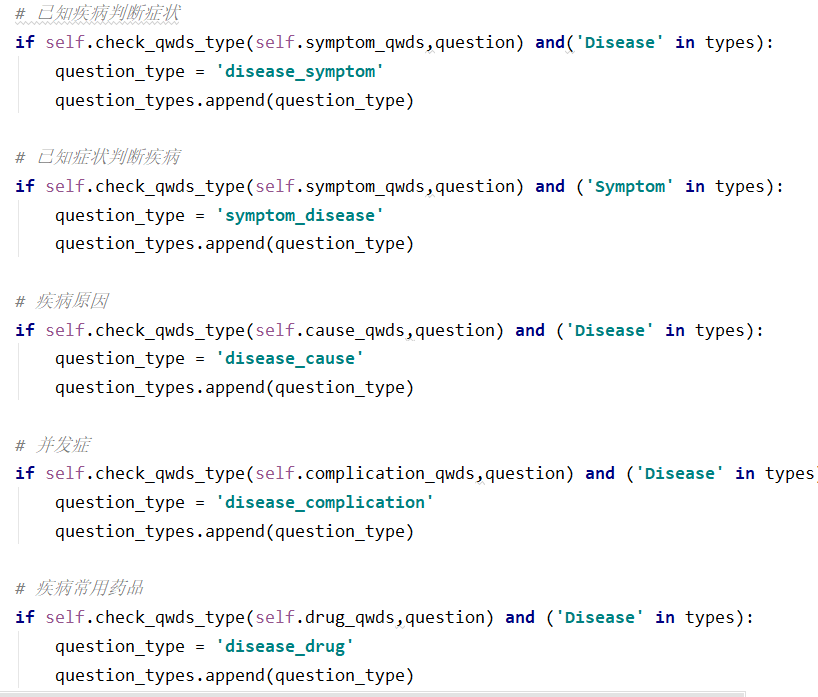 # 已知疾病判断症状
if self.check_qwds_type(self.symptom_qwds,question) and('Disease' in types):
question_type = 'disease_symptom'
question_types.append(question_type)
# 已知症状判断疾病
if self.check_qwds_type(self.symptom_qwds,question) and ('Symptom' in types):
question_type = 'symptom_disease'
question_types.append(question_type)
# 疾病原因
if self.check_qwds_type(self.cause_qwds,question) and ('Disease' in types):
question_type = 'disease_cause'
question_types.append(question_type)
# 并发症
if self.check_qwds_type(self.complication_qwds,question) and ('Disease' in types)
question_type = 'disease_complication'
question_types.append(question_type)
# 疾病常用药品
if self.check_qwds_type(self.drug_qwds,question) and ('Disease' in types):
question_type = 'disease_drug'
question_types.append(question_type)